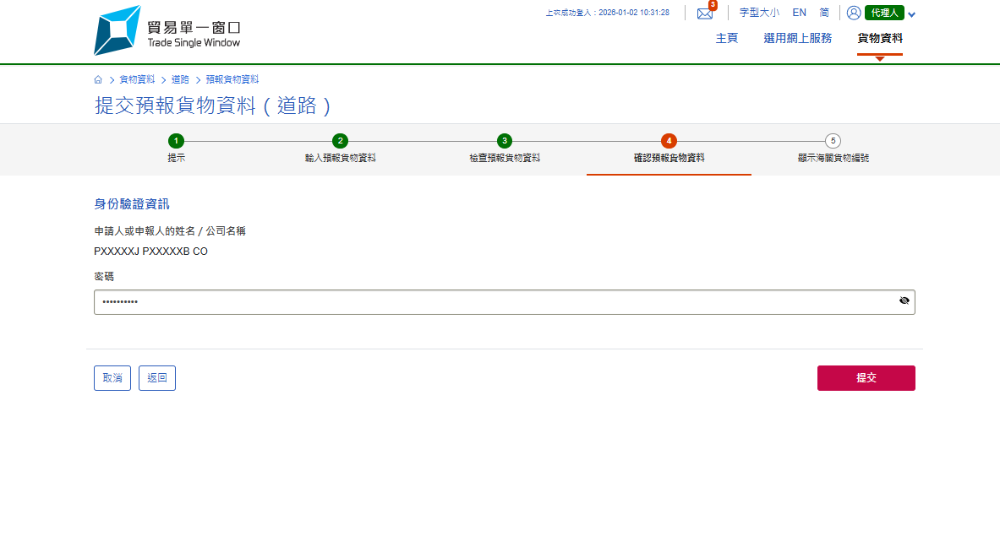 貿易單一窗口
Trade Single Window
上次成功登入：2026-01-02 10:31:28
3
字型大小
EN
简
代理人
主頁
選用網上服務
貨物資料
貨物資料
道路
預報貨物資料
提交預報貨物資料 ( 道路 )
1
2
3
4
5
提示
輸入預報貨物資料
檢查預報貨物資料
確認預報貨物資料
顯示海關貨物編號
身份驗證資訊
申請人或申報人的姓名 / 公司名稱
PXXXXXJ PXXXXXB CO
密碼
••••••••••
取消
返回
提交